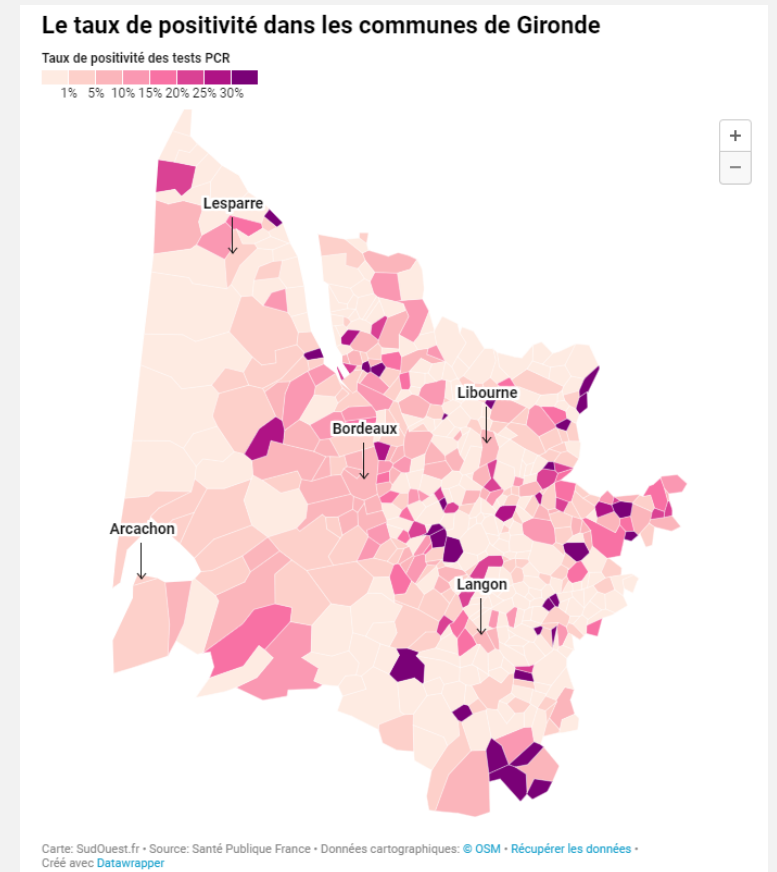 Le taux de positivité dans les communes de Gironde
Taux de positivité des tests PCR
1% 5% 10% 15% 20% 25% 30%
+
−
Lesparre
Libourne
Bordeaux
Arcachon
Langon
Carte: SudOuest.fr • Source: Santé Publique France • Données cartographiques: © OSM • Récupérer les données •
Créé avec Datawrapper